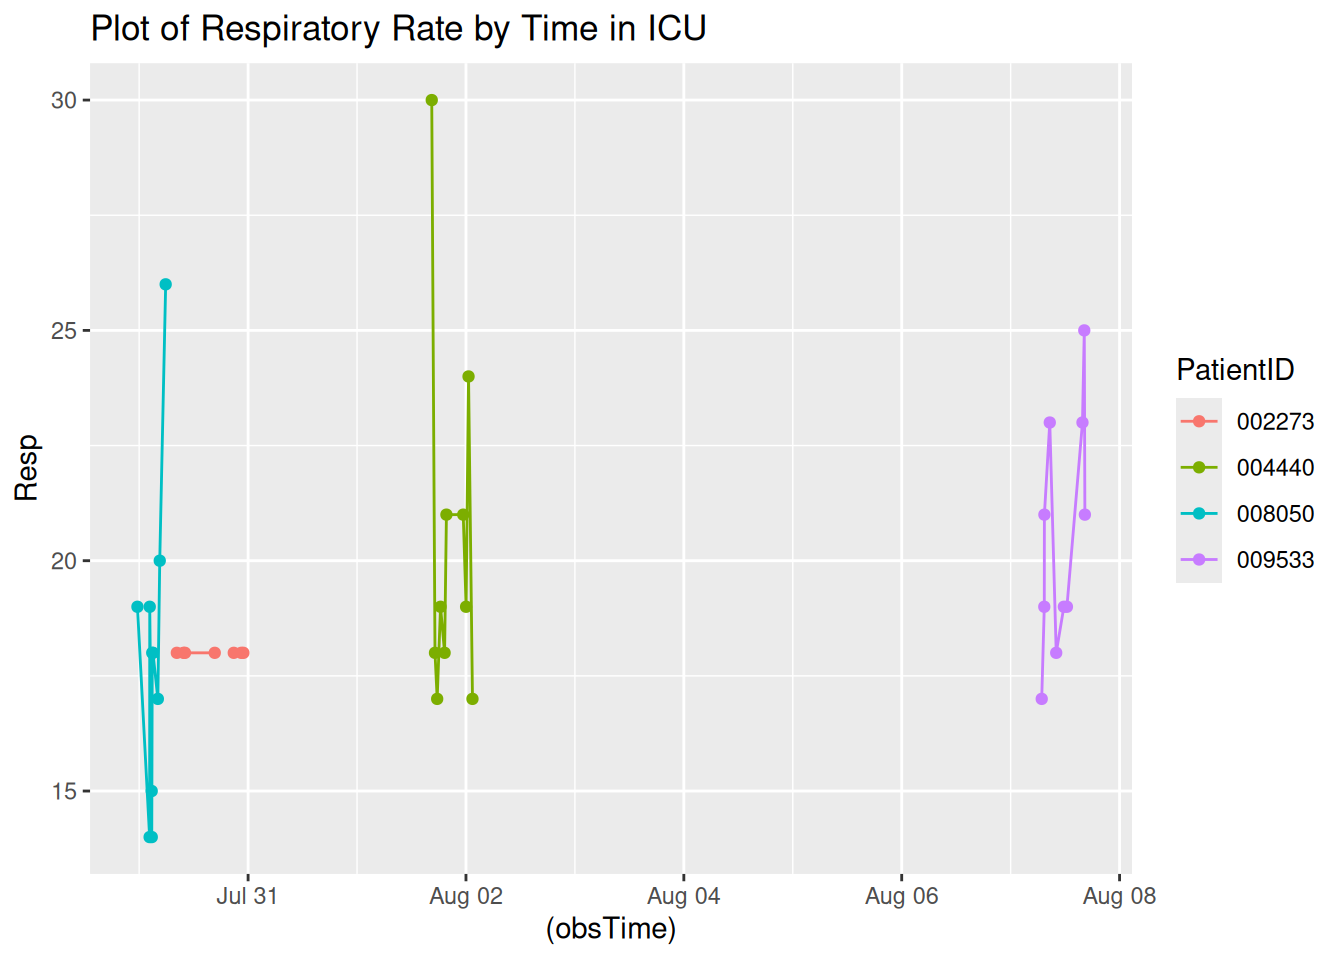 Plot of Respiratory Rate by Time in ICU
30
25
20
15
Resp
Jul 31
Aug 02
Aug 04
Aug 06
Aug 08
(obsTime)
PatientID
002273
004440
008050
009533